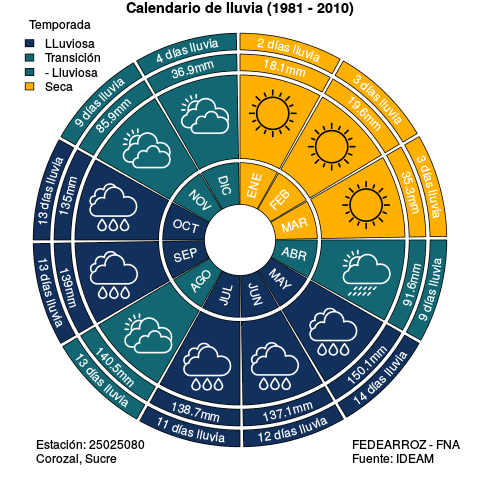 Calendario de lluvia (1981 - 2010)
Temporada
LLuviosa
Transición
- Lluviosa
Seca
2 días lluvia
18.1mm
ENE
3 días lluvia
19.6mm
FEB
3 días lluvia
35.3mm
MAR
9 días lluvia
91.6mm
ABR
14 días lluvia
150.1mm
MAY
12 días lluvia
137.1mm
JUN
11 días lluvia
138.7mm
JUL
13 días lluvia
140.5mm
AGO
13 días lluvia
139mm
SEP
13 días lluvia
135mm
OCT
9 días lluvia
85.9mm
NOV
4 días lluvia
36.9mm
DIC
Estación: 25025080
Corozal, Sucre
FEDEARROZ - FNA
Fuente: IDEAM